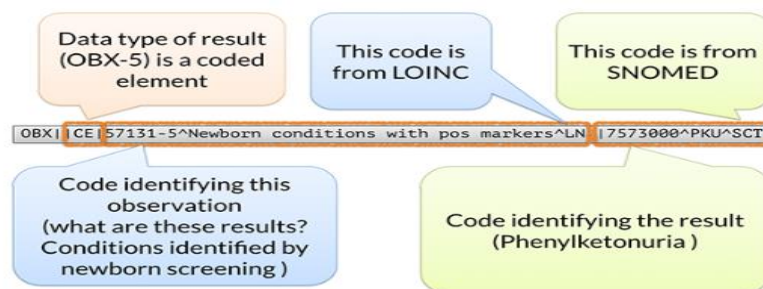 Data type of result
(OBX-5) is a coded
element
This code is
from LOINC
This code is from
SNOMED
OBX||CE|57131-5^Newborn conditions with pos markers^LN||7573000^PKU^SCT
Code identifying this
observation
(what are these results?
Conditions identified by
newborn screening )
Code identifying the result
(Phenylketonuria )